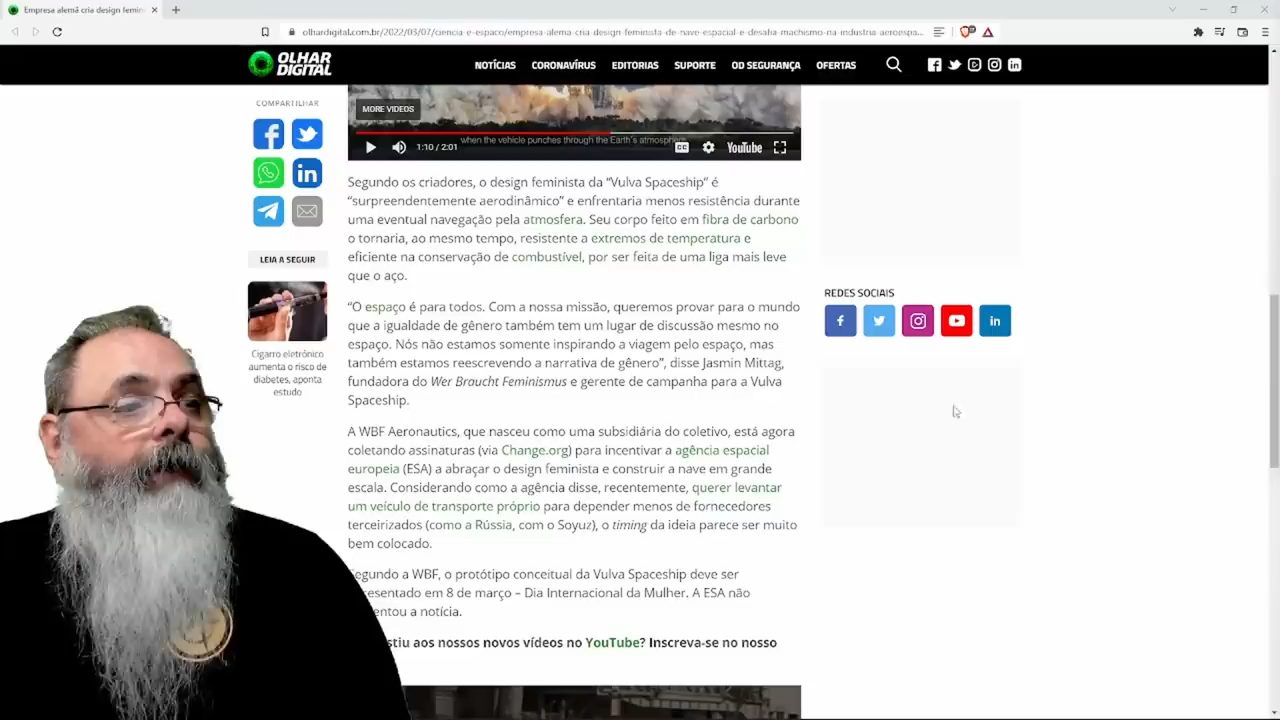 Empresa alemã cria design femin
olhardigital.com.br/2022/03/07/ciencia-e-espaco/empresa-alema-cria-design-feminista-de-nave-espacial-e-desafia-machismo-na-industria-aeroespa...
OLHAR
DIGITAL
NOTÍCIAS CORONAVÍRUS EDITORIAS SUPORTE OD SEGURANÇA OFERTAS
COMPARTILHAR
MORE VIDEOS
when the vehicle punches through the Earth's atmosphere
1:10 / 2:01
CC
YouTube
Segundo os criadores, o design feminista da “Vulva Spaceship” é
“surpreendentemente aerodinâmico” e enfrentaria menos resistência durante
uma eventual navegação pela atmosfera. Seu corpo feito em fibra de carbono
o tornaria, ao mesmo tempo, resistente a extremos de temperatura e
eficiente na conservação de combustível, por ser feita de uma liga mais leve
que o aço.
LEIA A SEGUIR
Cigarro eletrônico
aumenta o risco de
diabetes, aponta
estudo
“O espaço é para todos. Com a nossa missão, queremos provar para o mundo
que a igualdade de gênero também tem um lugar de discussão mesmo no
espaço. Nós não estamos somente inspirando a viagem pelo espaço, mas
também estamos reescrevendo a narrativa de gênero”, disse Jasmin Mittag,
fundadora do Wer Braucht Feminismus e gerente de campanha para a Vulva
Spaceship.
A WBF Aeronautics, que nasceu como uma subsidiária do coletivo, está agora
coletando assinaturas (via Change.org) para incentivar a agência espacial
europeia (ESA) a abraçar o design feminista e construir a nave em grande
escala. Considerando como a agência disse, recentemente, querer levantar
um veículo de transporte próprio para depender menos de fornecedores
terceirizados (como a Rússia, com o Soyuz), o timing da ideia parece ser muito
bem colocado.
egundo a WBF, o protótipo conceitual da Vulva Spaceship deve ser
esentado em 8 de março – Dia Internacional da Mulher. A ESA não
entou a notícia.
stiu aos nossos novos vídeos no YouTube? Inscreva-se no nosso
REDES SOCIAIS